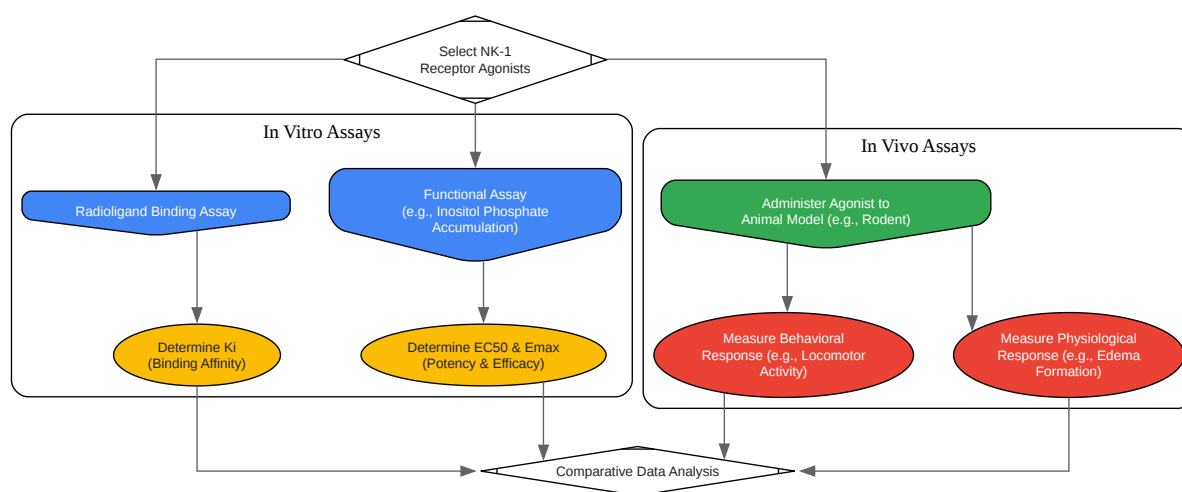 Select NK-1
Receptor Agonists
In Vitro Assays
In Vivo Assays
Radioligand Binding Assay
Functional Assay
(e.g., Inositol Phosphate
Accumulation)
Administer Agonist to
Animal Model (e.g., Rodent)
Determine Ki
(Binding Affinity)
Determine EC50 & Emax
(Potency & Efficacy)
Measure Behavioral
Response (e.g., Locomotor
Activity)
Measure Physiological
Response (e.g., Edema
Formation)
Comparative Data Analysis